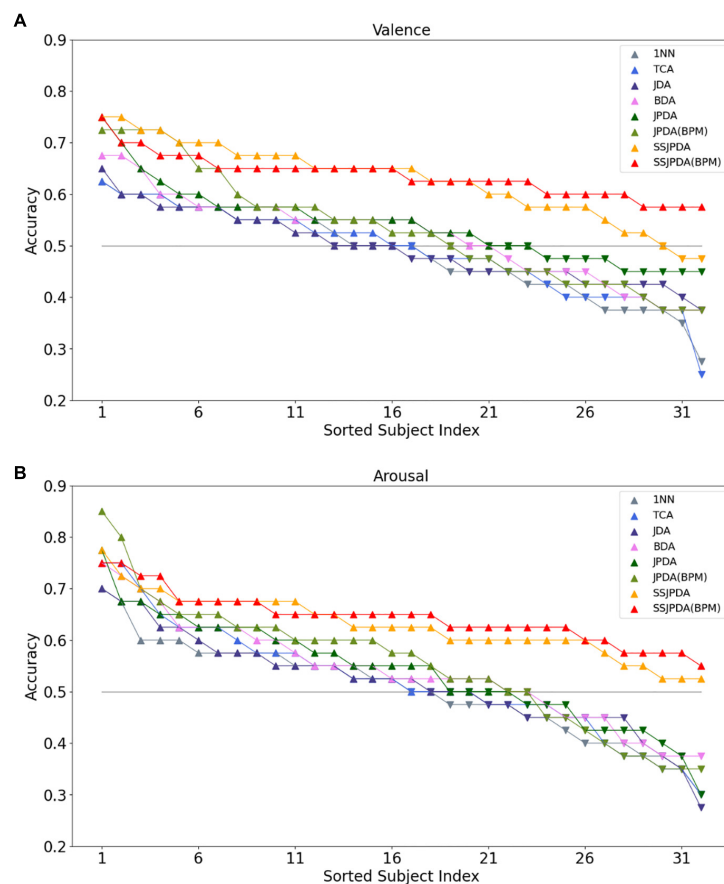 A
Valence
0.9
0.8
0.7
0.6
0.5
0.4
0.3
0.2
Accuracy
1NN
TCA
JDA
BDA
JPDA
JPDA(BPM)
SSJPDA
SSJPDA(BPM)
1 6 11 16 21 26 31
Sorted Subject Index
B
Arousal
0.9
0.8
0.7
0.6
0.5
0.4
0.3
0.2
Accuracy
1NN
TCA
JDA
BDA
JPDA
JPDA(BPM)
SSJPDA
SSJPDA(BPM)
1 6 11 16 21 26 31
Sorted Subject Index